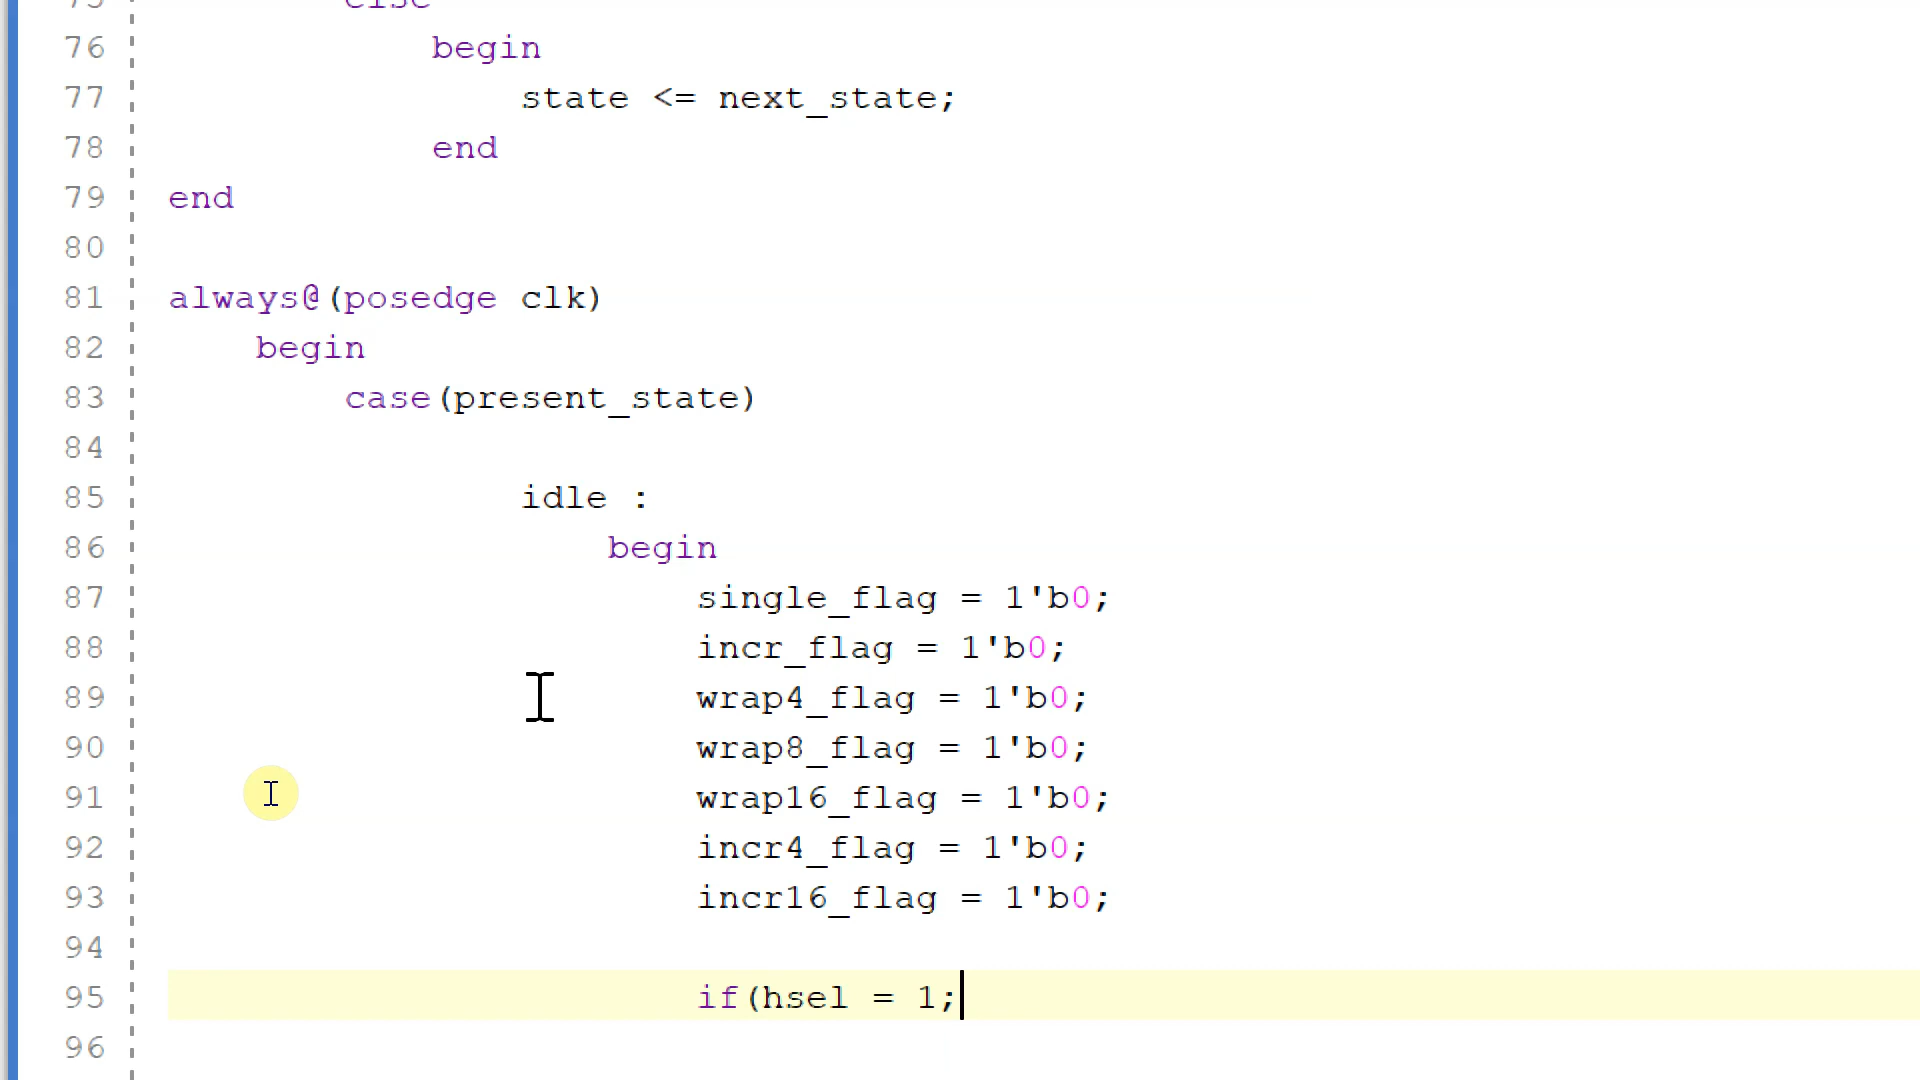 75 else
76 begin
77 state <= next_state;
78 end
79 end
80
81 always@(posedge clk)
82 begin
83 case(present_state)
84
85 idle :
86 begin
87 single_flag = 1'b0;
88 incr_flag = 1'b0;
89 wrap4_flag = 1'b0;
90 wrap8_flag = 1'b0;
91 wrap16_flag = 1'b0;
92 incr4_flag = 1'b0;
93 incr16_flag = 1'b0;
94
95 if(hsel = 1;
96